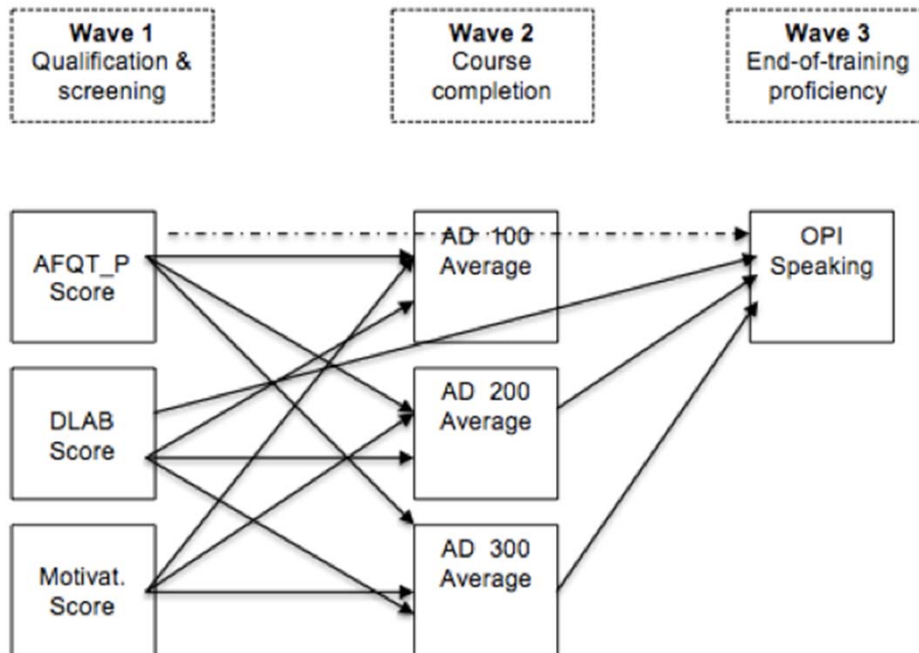 Wave 1
Qualification &
screening
Wave 2
Course
completion
Wave 3
End-of-training
proficiency
AFQT_P
Score
AD 100
Average
OPI
Speaking
DLAB
Score
AD 200
Average
Motivat.
Score
AD 300
Average